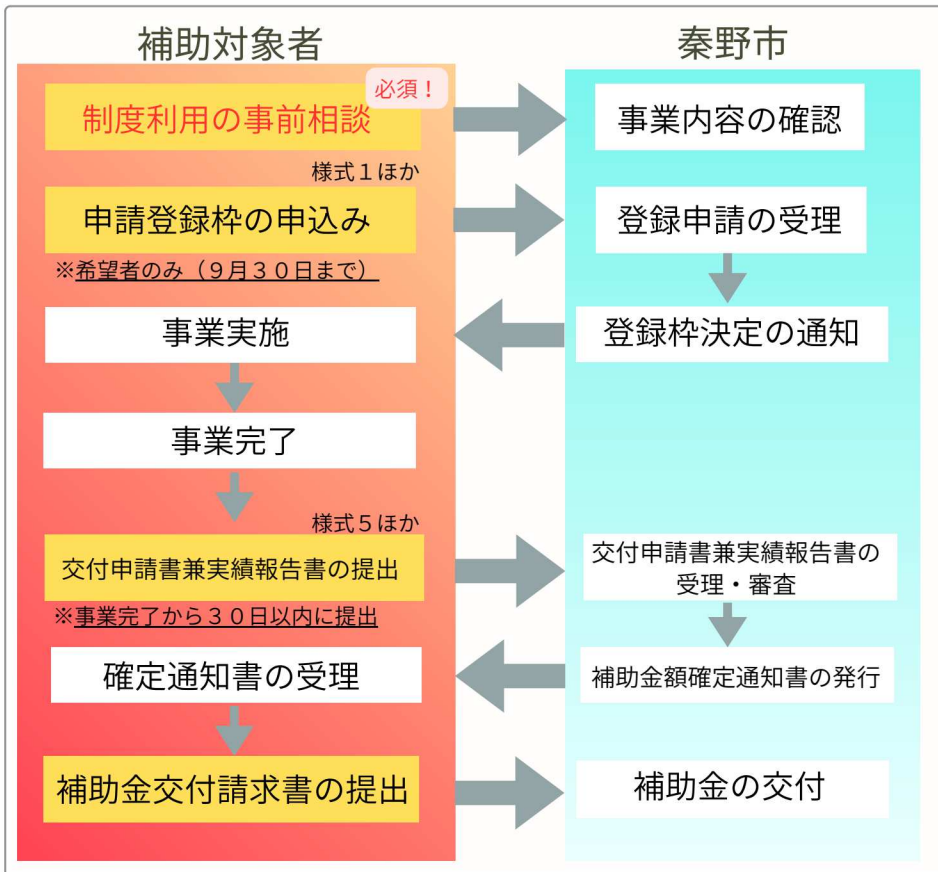 補助対象者
秦野市
必須！
制度利用の事前相談
事業内容の確認
様式１ほか
申請登録枠の申込み
登録申請の受理
※希望者のみ（９月３０日まで）
事業実施
登録枠決定の通知
事業完了
様式５ほか
交付申請書兼実績報告書の提出
交付申請書兼実績報告書の
受理・審査
※事業完了から３０日以内に提出
確定通知書の受理
補助金額確定通知書の発行
補助金交付請求書の提出
補助金の交付